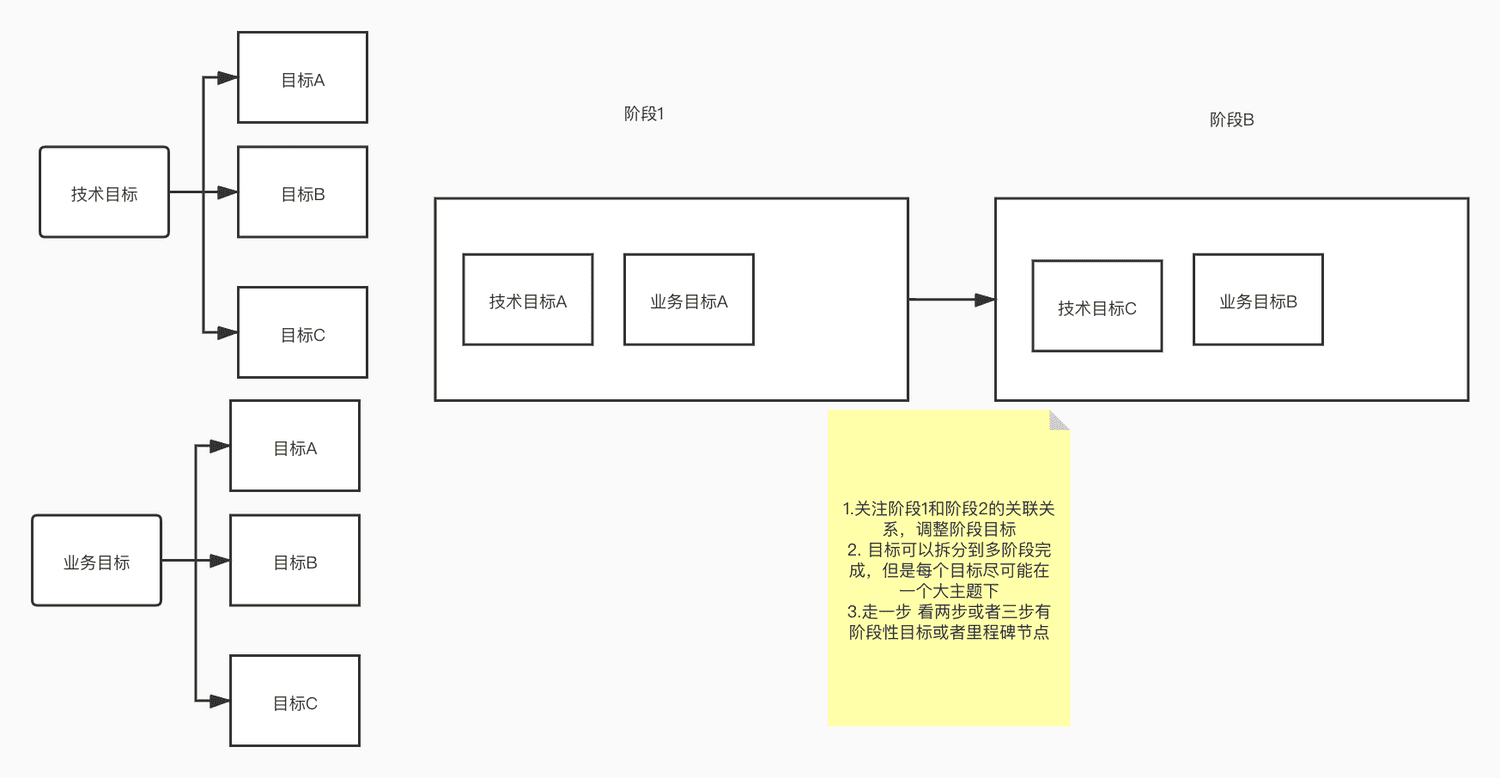 目标A
技术目标
目标B
目标C
目标A
业务目标
目标B
目标C
阶段1
阶段B
技术目标A
业务目标A
技术目标C
业务目标B
1.关注阶段1和阶段2的关联关
系，调整阶段目标
2. 目标可以拆分到多阶段完
成，但是每个目标尽可能在
一个大主题下
3.走一步 看两步或者三步有
阶段性目标或者里程碑节点